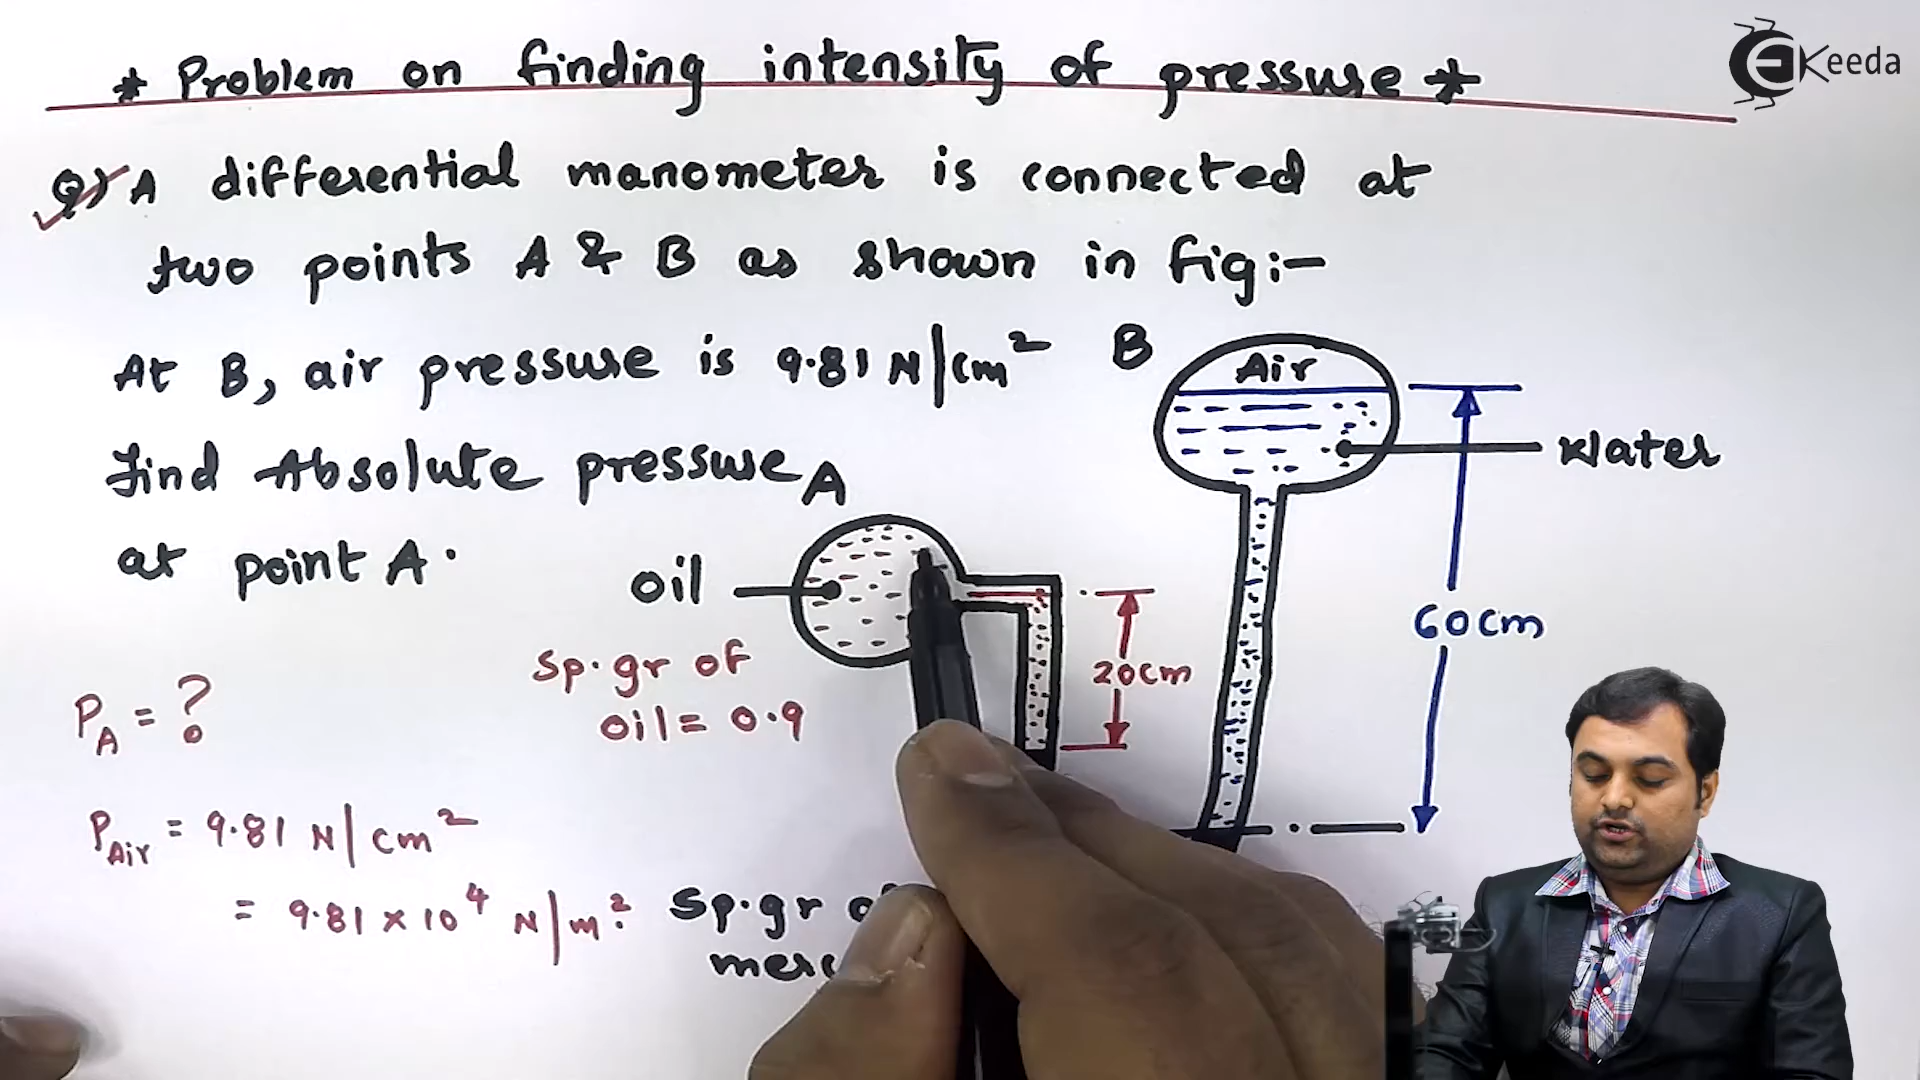 * Problem on finding intensity of pressure *
Keeda
Q) A differential manometer is connected at
two points A & B as shown in fig:-
At B, air pressure is 9.81 N/cm²
find Absolute pressure
at point A.
B
Air
Water
A
oil
60cm
20cm
Sp.gr of
oil = 0.9
P_A = ?
P_Air = 9.81 N/cm²
= 9.81 × 10⁴ N/m².
Sp.gr